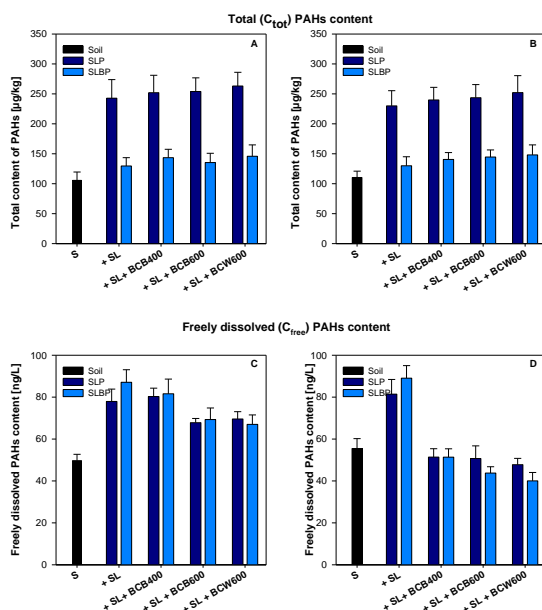 Total (Ctot) PAHs content
350
300
250
200
150
100
50
0
Total content of PAHs [µg/kg]
Soil
SLP
SLBP
A
S
+ SL
+ SL+ BCB400
+ SL + BCB600
+ SL + BCW600
350
300
250
200
150
100
50
0
Total content of PAHs [µg/kg]
Soil
SLP
SLBP
B
S
+ SL
+ SL+ BCB400
+ SL + BCB600
+ SL + BCW600
Freely dissolved (Cfree) PAHs content
100
80
60
40
20
0
Freely dissolved PAHs content [ng/L]
Soil
SLP
SLBP
C
S
+ SL
+ SL+ BCB400
+ SL + BCB600
+ SL + BCW600
100
80
60
40
20
0
Freely dissolved PAHs content [ng/L]
Soil
SLP
SLBP
D
S
+ SL
+ SL+ BCB400
+ SL + BCB600
+ SL + BCW600